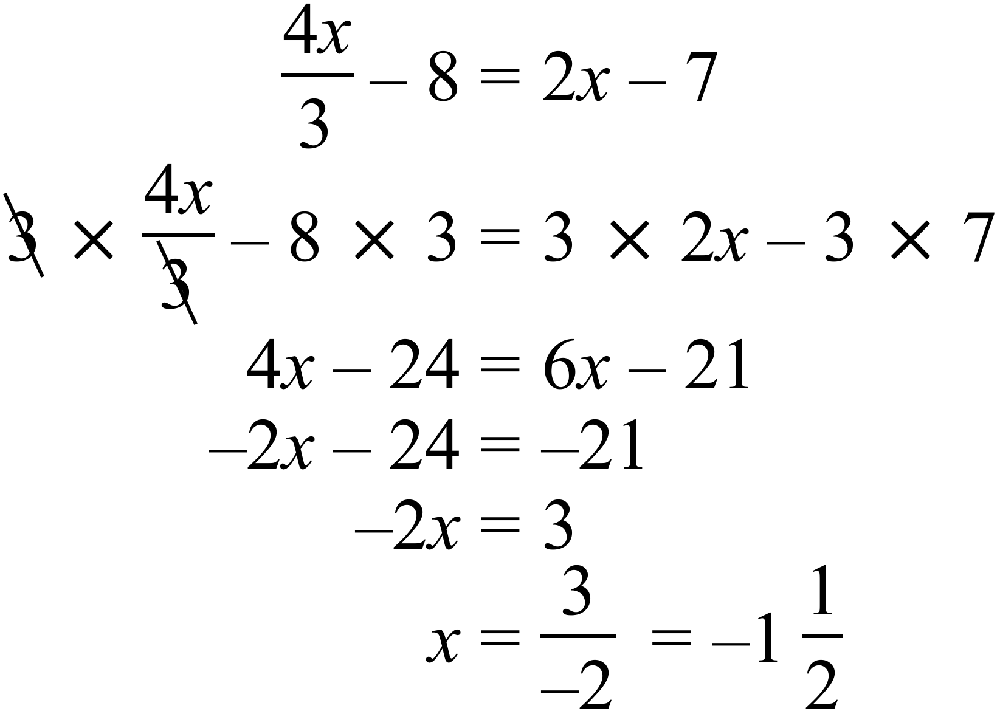 4x/3 – 8 = 2x – 7
3 × 4x/3 – 8 × 3 = 3 × 2x – 3 × 7
4x – 24 = 6x – 21
–2x – 24 = –21
–2x = 3
x = 3/–2 = –1 1/2